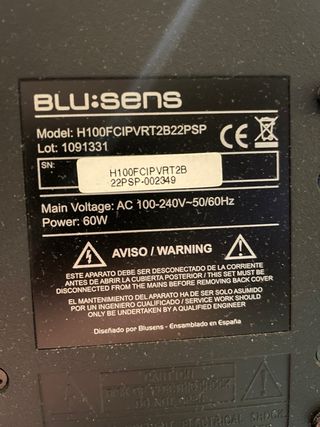 BLU:SENS
Model: H100FCIPVRT2B22PSP
Lot: 1091331
SN:
H100FCIPVRT2B
22PSP-002349
Main Voltage: AC 100-240V~50/60Hz
Power: 60W
AVISO / WARNING
ESTE APARATO DEBE SER DESCONECTADO DE LA CORRIENTE
ANTES DE ABRIR LA CUBIERTA POSTERIOR / THIS SET MUST BE
DISCONNECTED FROM THE MAINS BEFORE REMOVING BACK COVER
EL MANTENIMIENTO DEL APARATO HA DE SER SOLO ASUMIDO
POR UN INGENIERO CUALIFICADO / SERVICE WORK SHOULD
ONLY BE UNDERTAKEN BY A QUALIFIED SERVICE ENGINEER
Diseñado por Blusens - Ensamblado en España
CAUTION